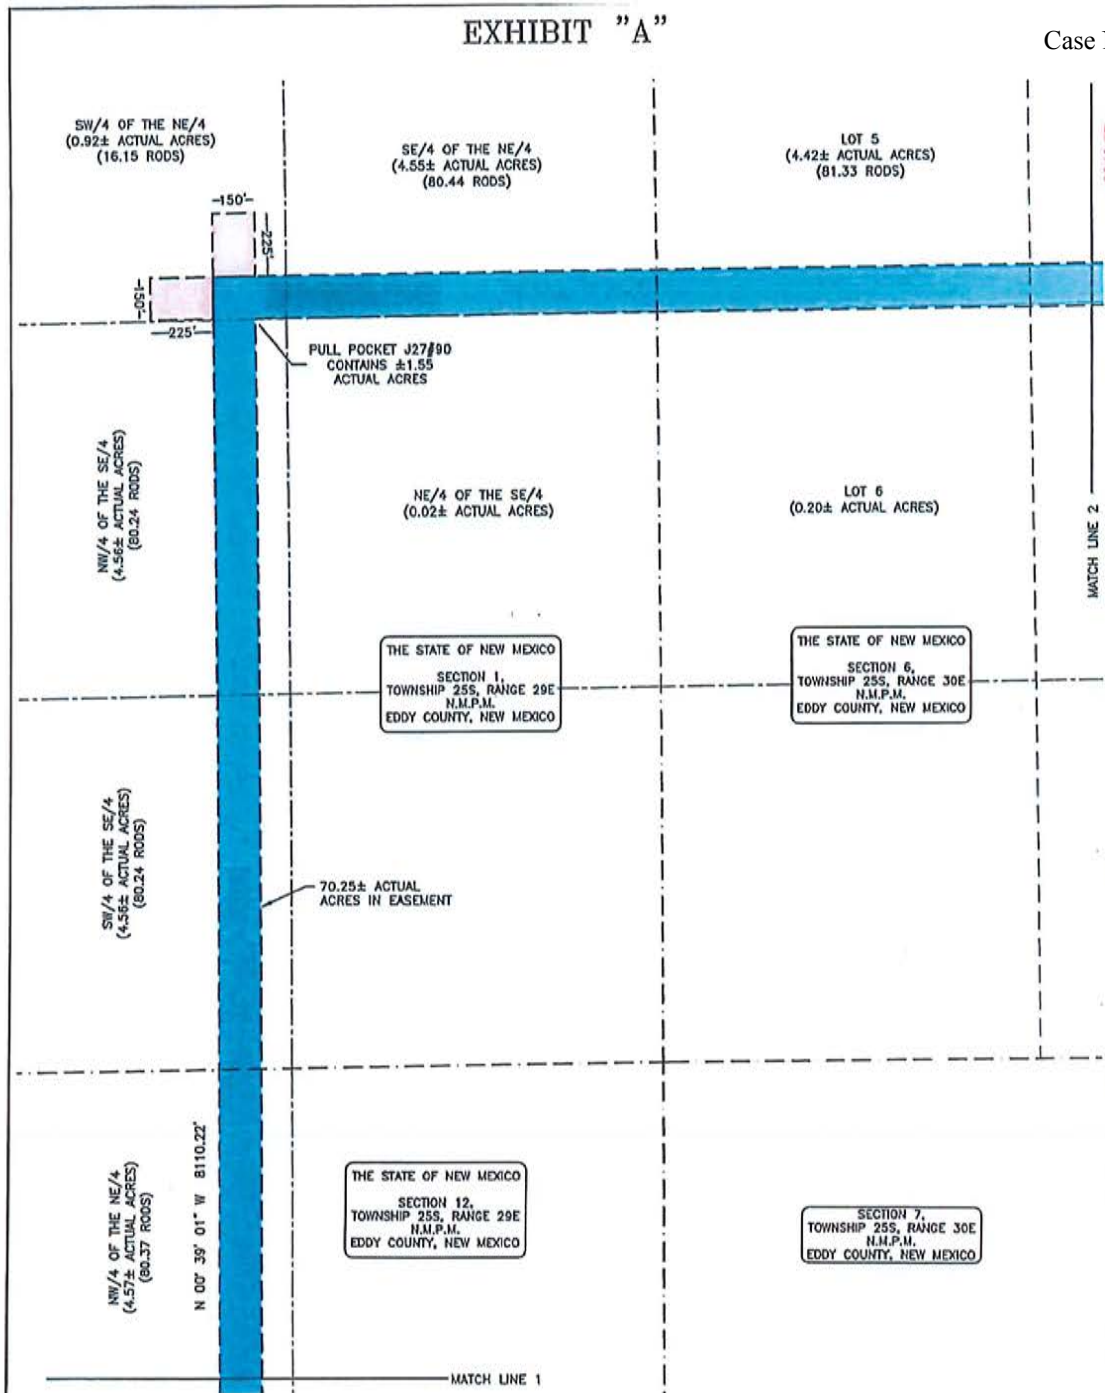 EXHIBIT "A"
Case
SW/4 OF THE NE/4
(0.92± ACTUAL ACRES)
(16.15 RODS)
SE/4 OF THE NE/4
(4.55± ACTUAL ACRES)
(80.44 RODS)
LOT 5
(4.42± ACTUAL ACRES)
(81.33 RODS)
150'
225'
150'
225'
PULL POCKET J27#90
CONTAINS ±1.55
ACTUAL ACRES
NW/4 OF THE SE/4
(4.56± ACTUAL ACRES)
(80.24 RODS)
NE/4 OF THE SE/4
(0.02± ACTUAL ACRES)
LOT 6
(0.20± ACTUAL ACRES)
MATCH LINE 2
THE STATE OF NEW MEXICO
SECTION 1,
TOWNSHIP 25S, RANGE 29E
N.M.P.M.
EDDY COUNTY, NEW MEXICO
THE STATE OF NEW MEXICO
SECTION 6,
TOWNSHIP 25S, RANGE 30E
N.M.P.M.
EDDY COUNTY, NEW MEXICO
SW/4 OF THE SE/4
(4.56± ACTUAL ACRES)
(80.24 RODS)
70.25± ACTUAL
ACRES IN EASEMENT
NW/4 OF THE NE/4
(4.57± ACTUAL ACRES)
(80.37 RODS)
N 00° 39' 01" W 8110.22'
THE STATE OF NEW MEXICO
SECTION 12,
TOWNSHIP 25S, RANGE 29E
N.M.P.M.
EDDY COUNTY, NEW MEXICO
SECTION 7,
TOWNSHIP 25S, RANGE 30E
N.M.P.M.
EDDY COUNTY, NEW MEXICO
MATCH LINE 1